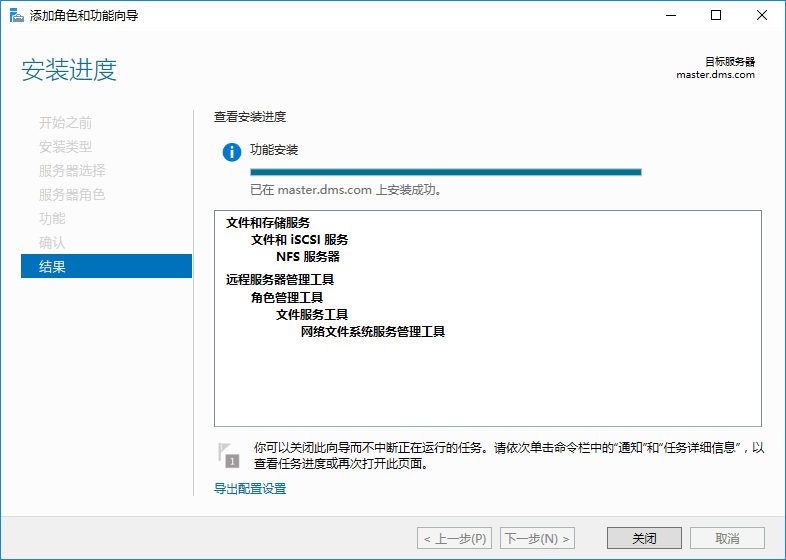 添加角色和功能向导
安装进度
目标服务器
master.dms.com
开始之前
安装类型
服务器选择
服务器角色
功能
确认
结果
查看安装进度
功能安装
已在 master.dms.com 上安装成功。
文件和存储服务
文件和 iSCSI 服务
NFS 服务器
远程服务器管理工具
角色管理工具
文件服务工具
网络文件系统服务管理工具
1
你可以关闭此向导而不中断正在运行的任务。请依次单击命令栏中的"通知"和"任务详细信息"，以
查看任务进度或再次打开此页面。
导出配置设置
< 上一步(P)
下一步(N) >
关闭
取消